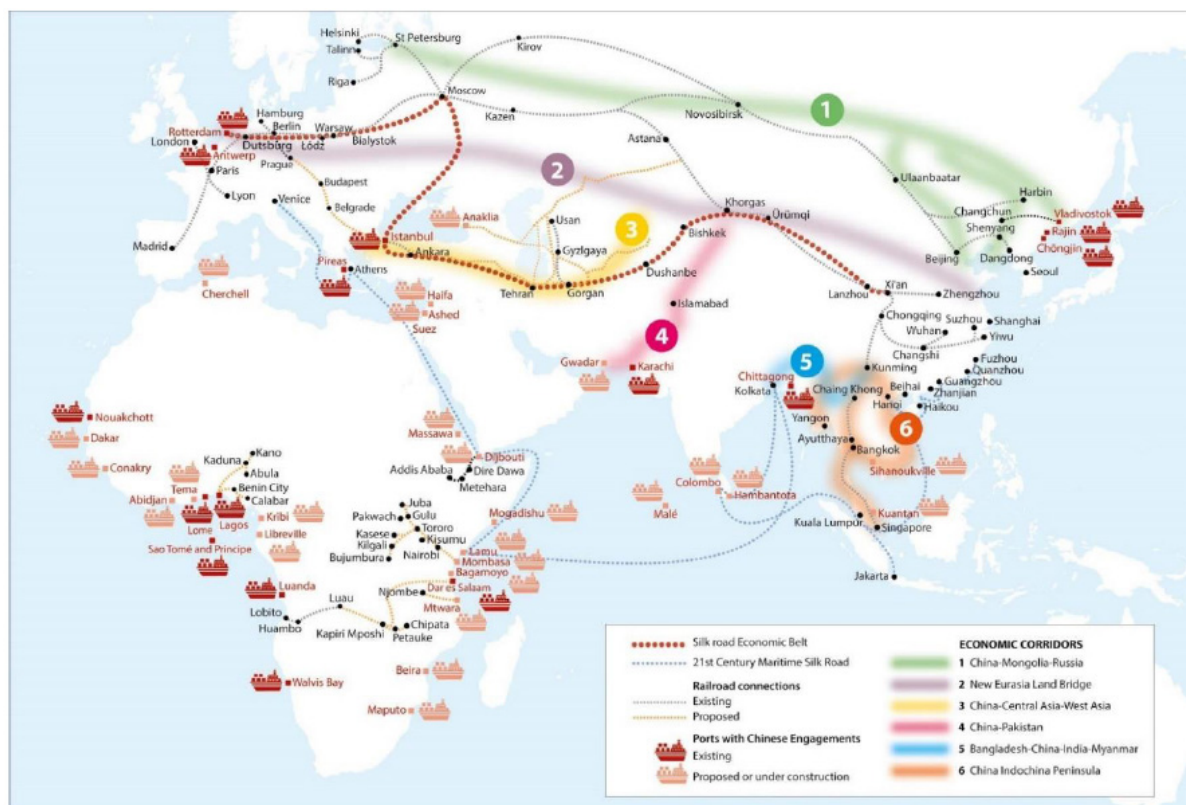 Helsinki
St Petersburg
Talinn
Riga
Kirov
Moscow
Kazen
Novosibirsk
1
Hamburg
Rotterdam
Berlin
Warsaw
London
Dutsburg
Łódź
Bialystok
Antwerp
Prague
Paris
Astana
2
Ulaanbaatar
Harbin
Lyon
Venice
Budapest
Belgrade
Anaklia
Usan
3
Khorgas
Ürümqi
Changchun
Vladivostok
Shenyang
Rajin
Chongjin
Madrid
Istanbul
Ankara
Gyzlgaya
Bishkek
Beijing
Dangdong
Seoul
Pireas
Athens
Dushanbe
Cherchell
Haifa
Ashed
Suez
Tehran
Gorgan
Islamabad
Lanzhou
Xi'an
Zhengzhou
Chongqing
Suzhou
Shanghai
Wuhan
Yiwu
Changshi
4
5
Gwadar
Karachi
Chittagong
Kolkata
Kunming
Fuzhou
Quanzhou
Guangzhou
Chaing Khong
Beihai
Zhanjian
Hanqi
Haikou
Nouakchott
Dakar
Conakry
Massawa
Yangon
6
Ayutthaya
Bangkok
Kano
Kaduna
Abula
Djibouti
Addis Ababa
Dire Dawa
Metehara
Sihanoukville
Tema
Benin City
Calabar
Abidjan
Lagos
Kribi
Lome
Libreville
Sao Tomé and Principe
Juba
Pakwach
Gulu
Mogadishu
Colombo
Hambantota
Malé
Kuantan
Kuala Lumpur
Singapore
Kasese
Tororo
Kilgali
Kisumu
Bujumbura
Nairobi
Lamu
Mombasa
Bagamoyo
Dar es Salaam
Jakarta
Luanda
Luau
Njombe
Mtwara
Lobito
Huambo
Kapiri Mposhi
Chipata
Petauke
Walvis Bay
Beira
Maputo
Silk road Economic Belt
21st Century Maritime Silk Road
Railroad connections
Existing
Proposed
Ports with Chinese Engagements
Existing
Proposed or under construction
ECONOMIC CORRIDORS
1 China-Mongolia-Russia
2 New Eurasia Land Bridge
3 China-Central Asia-West Asia
4 China-Pakistan
5 Bangladesh-China-India-Myanmar
6 China Indochina Peninsula